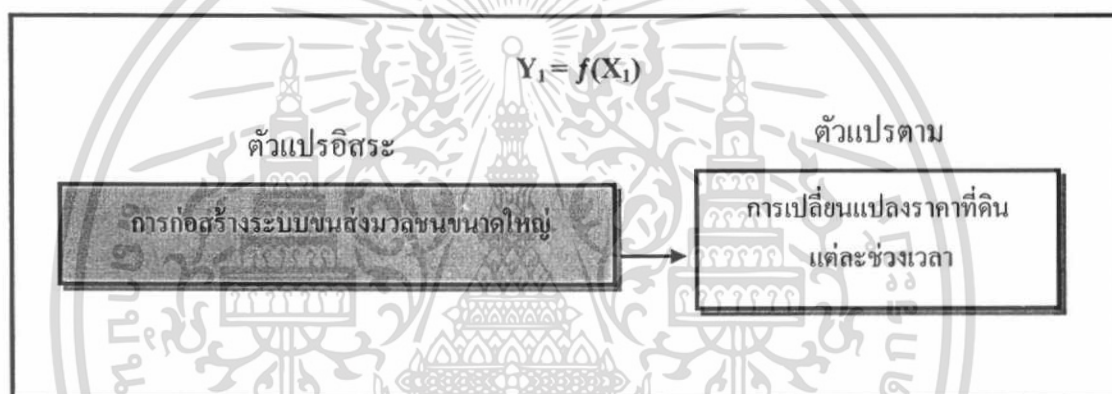 Y₁ = f(X₁)
ตัวแปรอิสระ
ตัวแปรตาม
การก่อสร้างระบบขนส่งมวลชนขนาดใหญ่
การเปลี่ยนแปลงราคาที่ดิน
แต่ละช่วงเวลา